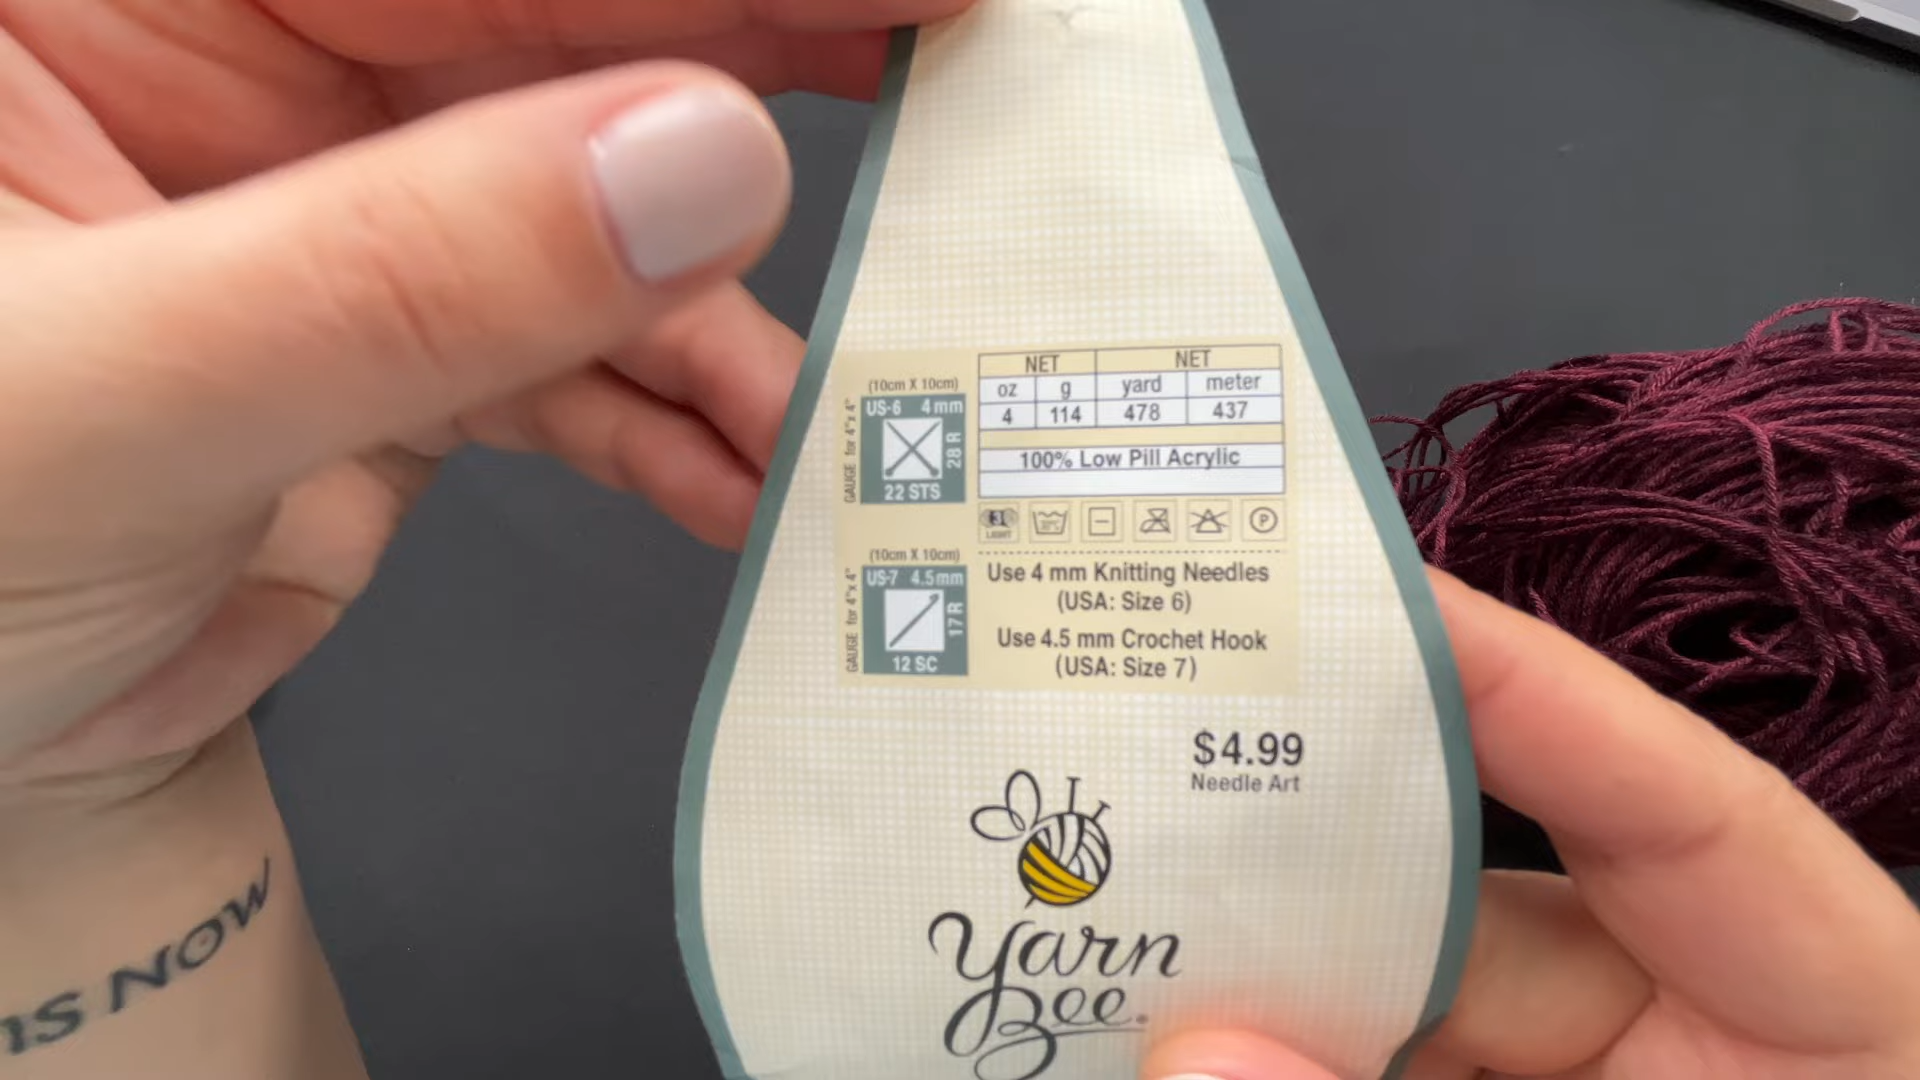 NET NET
oz g yard meter
4 114 478 437
100% Low Pill Acrylic
(10cm X 10cm)
GAUGE for 4"x 4"
US-6 4mm
28 R
22 STS
3
LIGHT
P
(10cm X 10cm)
GAUGE for 4"x 4"
US-7 4.5mm
17 R
12 SC
Use 4 mm Knitting Needles
(USA: Size 6)
Use 4.5 mm Crochet Hook
(USA: Size 7)
$4.99
Needle Art
Yarn
Bee.
IS NOW